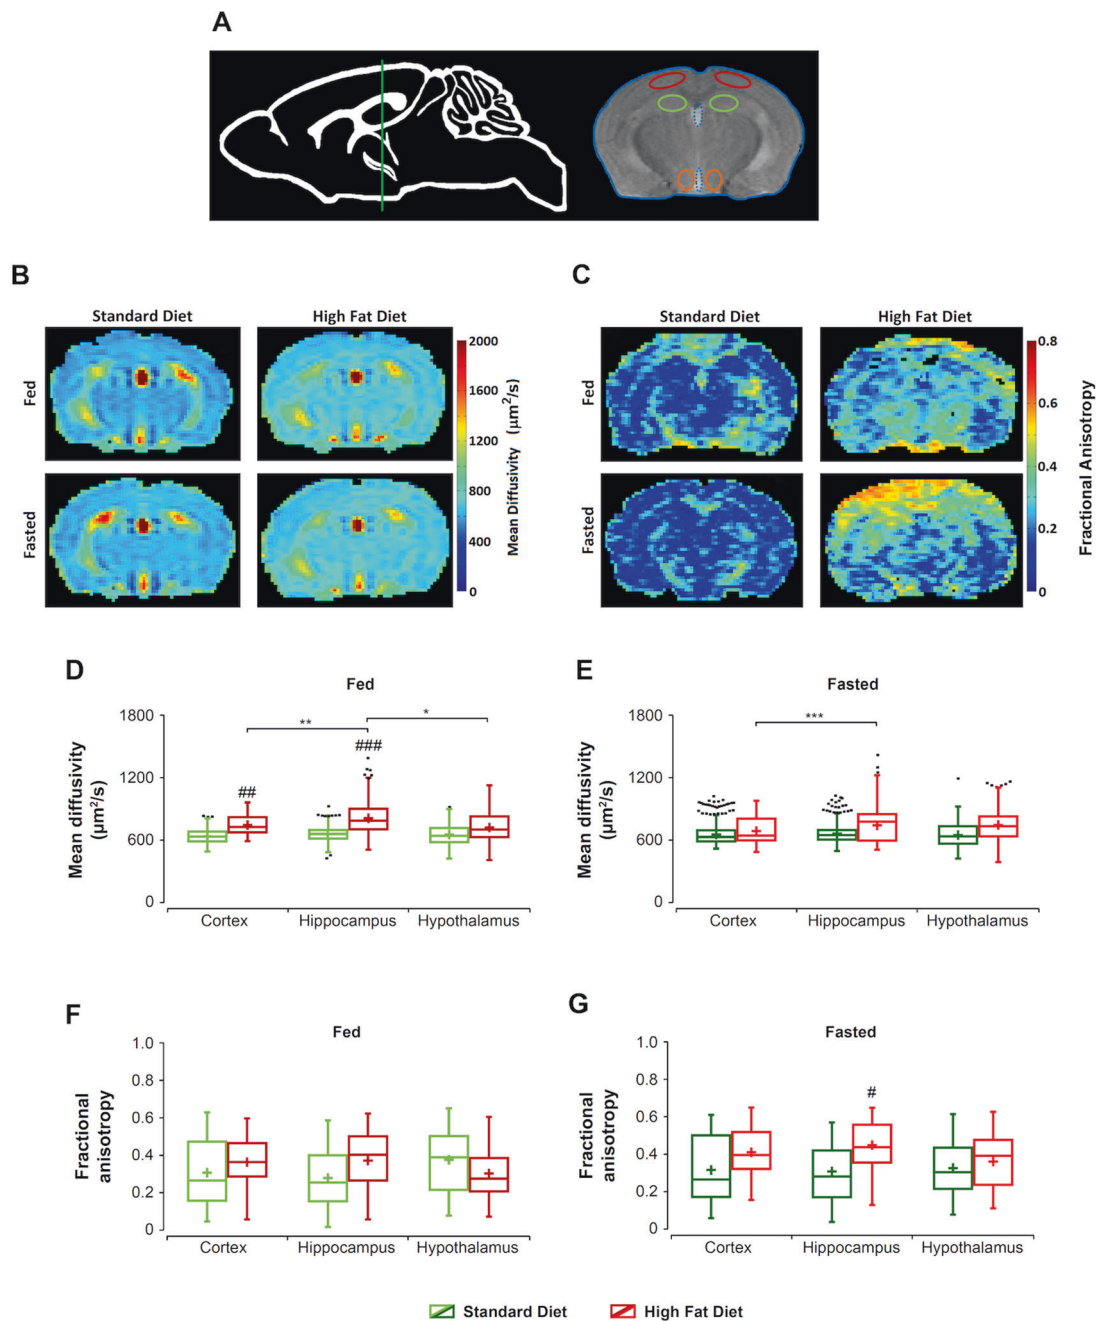 A
B
C
Standard Diet
High Fat Diet
Standard Diet
High Fat Diet
Fed
Fasted
2000
1600
1200
800
400
0
Mean Diffusivity (μm²/s)
Fed
Fasted
0.8
0.6
0.4
0.2
0
Fractional Anisotropy
D
Fed
Mean diffusivity
(μm²/s)
1800
1200
600
0
**
*
##
###
Cortex
Hippocampus
Hypothalamus
E
Fasted
Mean diffusivity
(μm²/s)
1800
1200
600
0
***
Cortex
Hippocampus
Hypothalamus
F
Fed
Fractional
anisotropy
1.0
0.8
0.6
0.4
0.2
0
Cortex
Hippocampus
Hypothalamus
G
Fasted
Fractional
anisotropy
1.0
0.8
0.6
0.4
0.2
0
#
Cortex
Hippocampus
Hypothalamus
Standard Diet
High Fat Diet